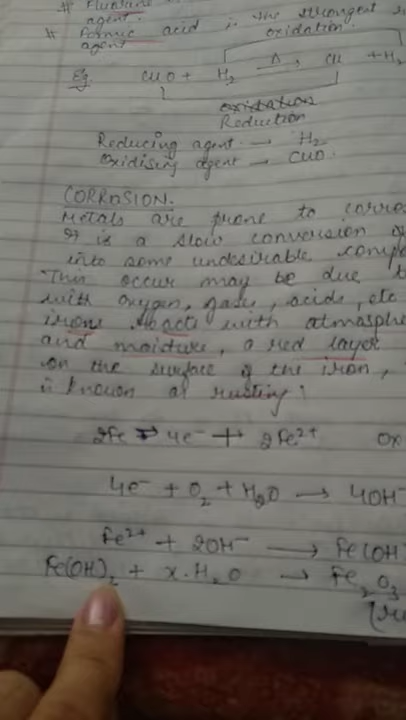 # Fluorine
agent.
# Formic acid is the strongest
agent
oxidation.
Eg. CuO + H₂ →Δ Cu + H₂
oxidation
Reduction
Reducing agent → H₂
Oxidising agent → CuO.
CORROSION.
Metals are prone to corro
It is a slow conversion of
into some undesirable comp
This occur may be due t
with oxygen, gase, acids, etc
irons reacts with atmosphe
and moisture, a red layer
on the surface of the iron,
is known as rusting!
2Fe → 4e⁻ + 2Fe²⁺ Ox
4e⁻ + O₂ + H₂O → 4OH⁻
Fe²⁺ + 2OH⁻ → Fe(OH
Fe(OH)₂ + x.H₂O → Fe₂O₃